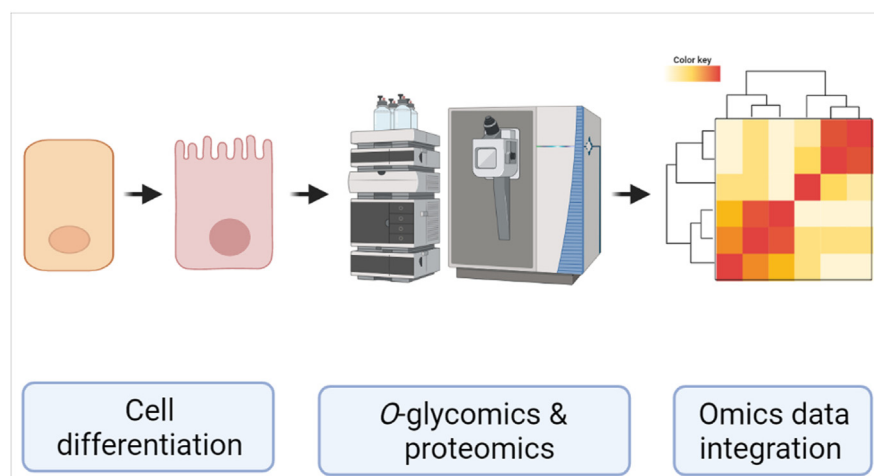 Color key
Cell
differentiation
O-glycomics &
proteomics
Omics data
integration